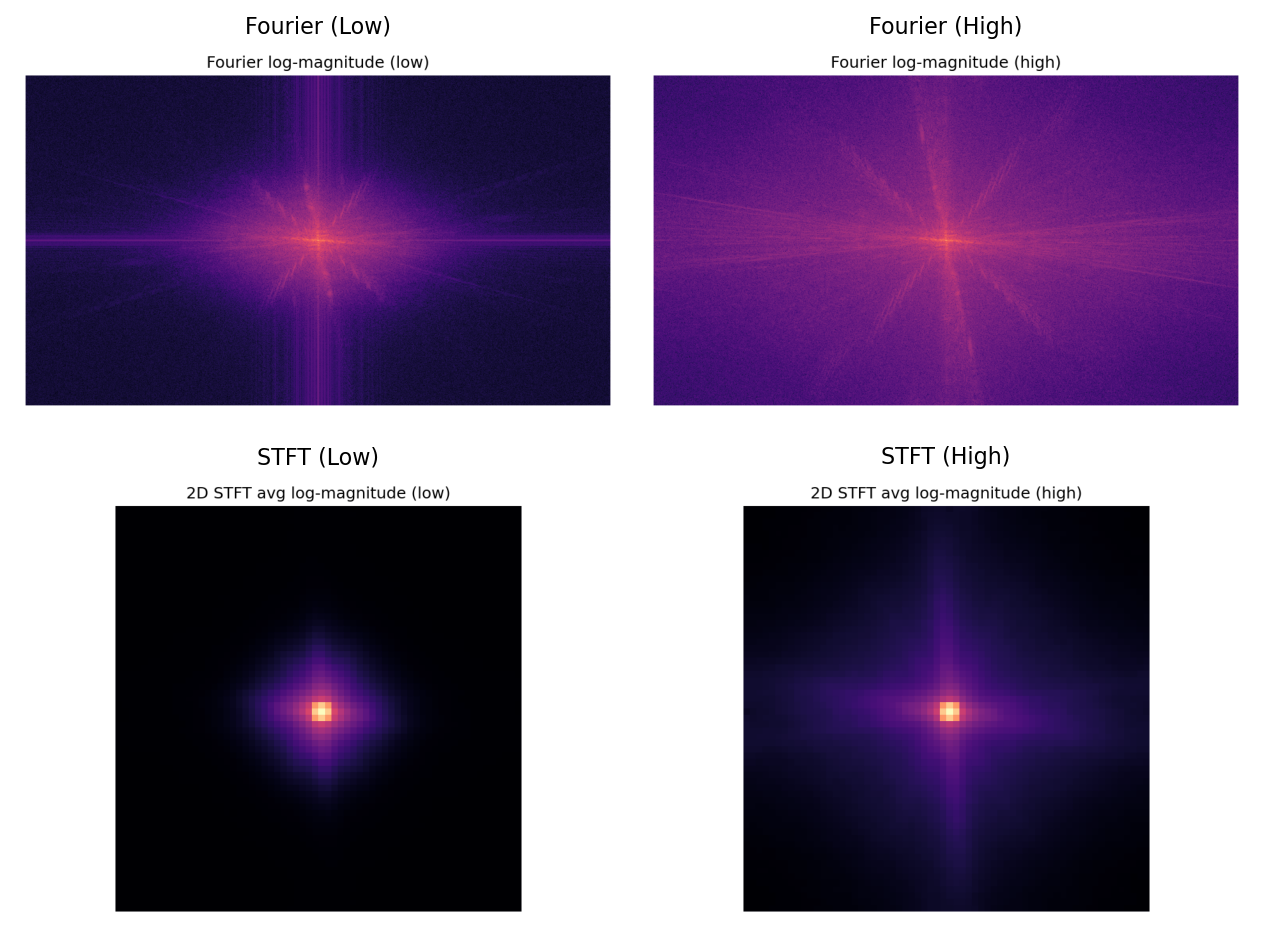 Fourier (Low)
Fourier (High)
Fourier log-magnitude (low)
Fourier log-magnitude (high)
STFT (Low)
STFT (High)
2D STFT avg log-magnitude (low)
2D STFT avg log-magnitude (high)